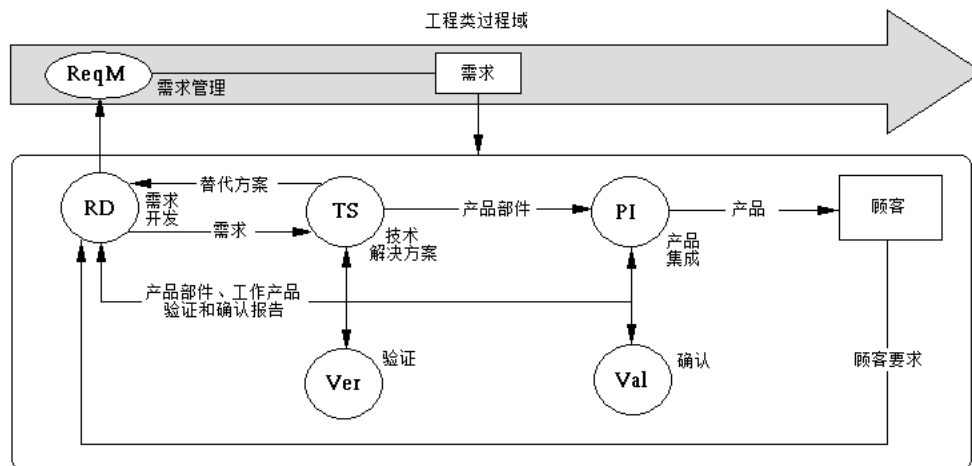 工程类过程域
ReqM
需求管理
需求
RD
需求
开发
替代方案
需求
TS
技术
解决方案
产品部件
PI
产品
集成
产品
顾客
产品部件、工作产品
验证和确认报告
Ver
验证
Val
确认
顾客要求